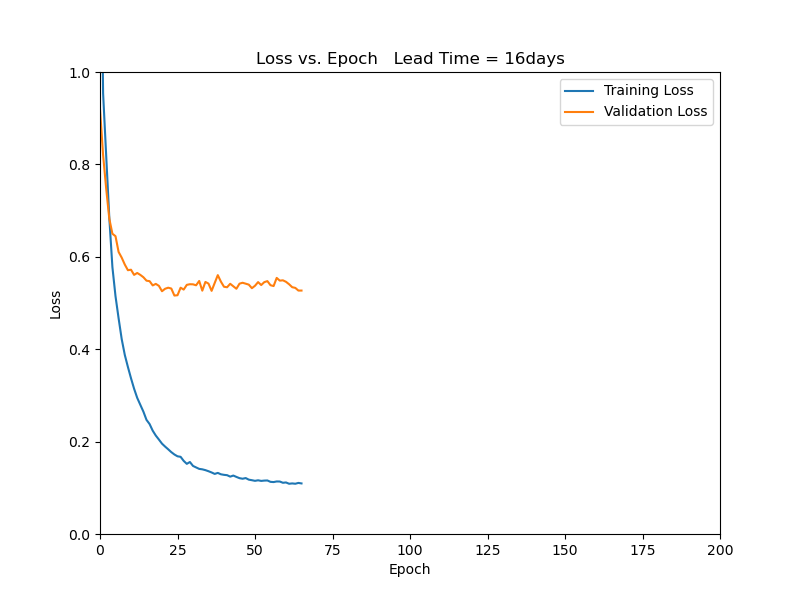 Loss vs. Epoch   Lead Time = 16days
Training Loss
Validation Loss
1.0
0.8
0.6
0.4
0.2
0.0
Loss
0 25 50 75 100 125 150 175 200
Epoch